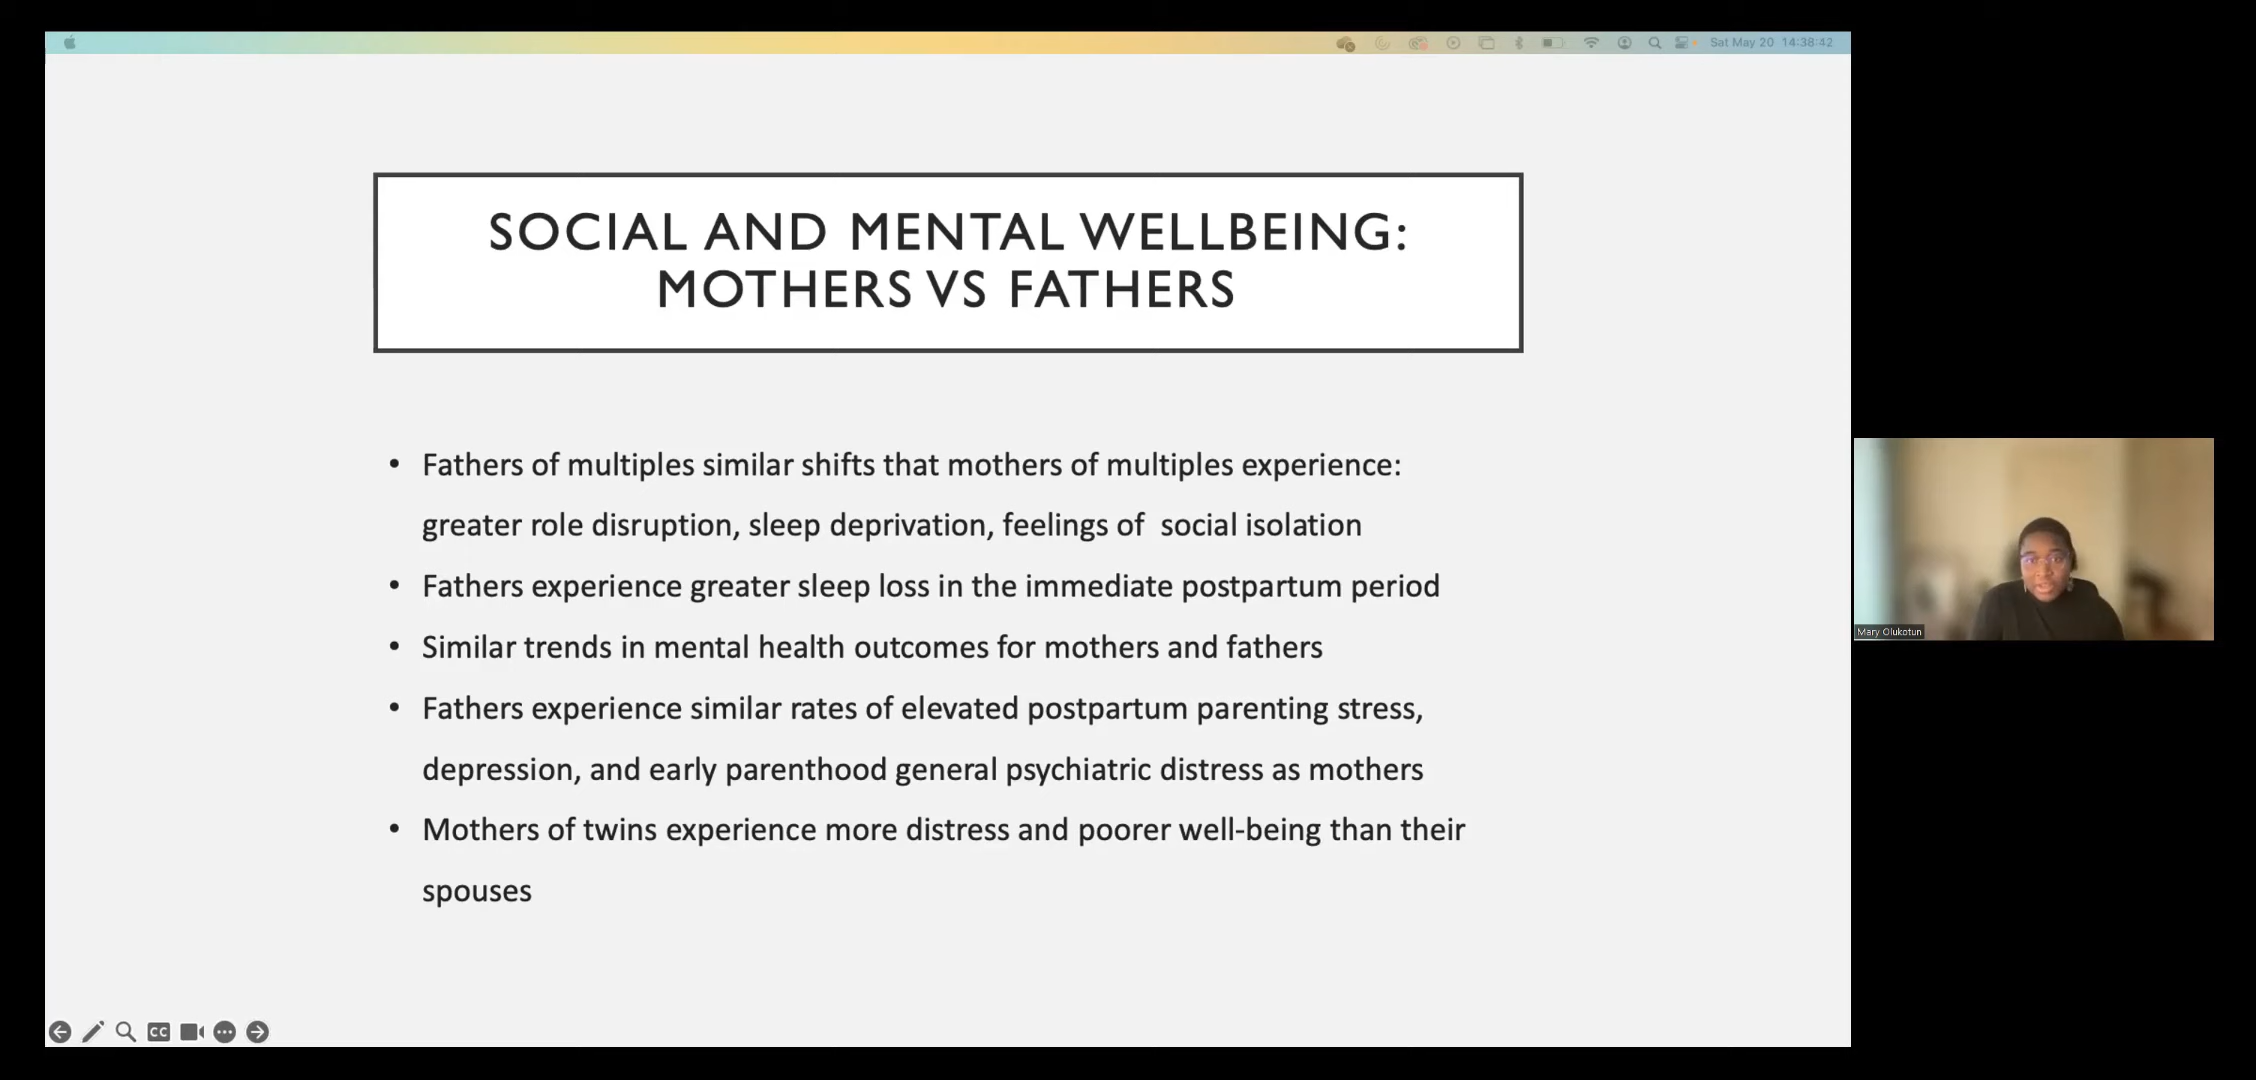 Sat May 20 14:38:42
SOCIAL AND MENTAL WELLBEING:
MOTHERS VS FATHERS
• Fathers of multiples similar shifts that mothers of multiples experience:
greater role disruption, sleep deprivation, feelings of  social isolation
• Fathers experience greater sleep loss in the immediate postpartum period
• Similar trends in mental health outcomes for mothers and fathers
• Fathers experience similar rates of elevated postpartum parenting stress,
depression, and early parenthood general psychiatric distress as mothers
• Mothers of twins experience more distress and poorer well-being than their
spouses
Mary Olukotun
CC